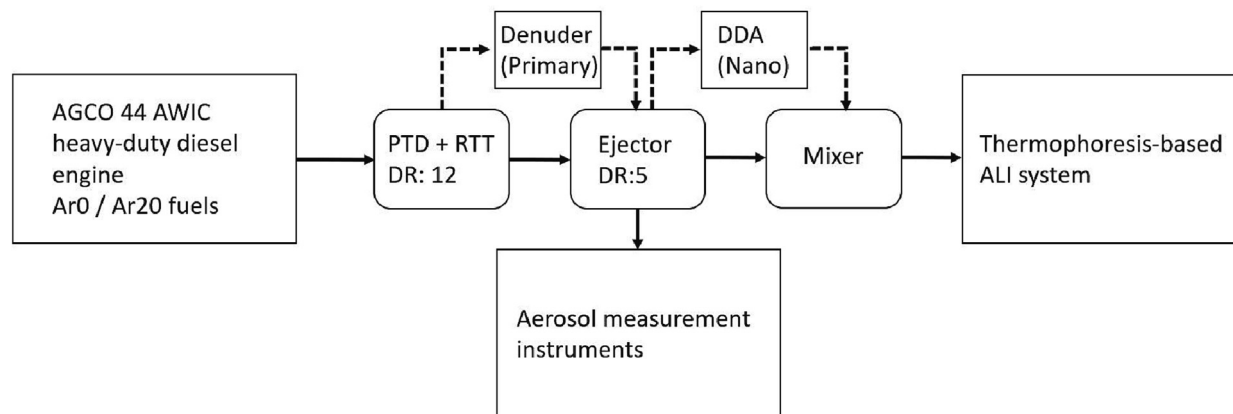 Denuder
(Primary)
DDA
(Nano)
AGCO 44 AWIC
heavy-duty diesel
engine
Ar0 / Ar20 fuels
PTD + RTT
DR: 12
Ejector
DR:5
Mixer
Thermophoresis-based
ALI system
Aerosol measurement
instruments